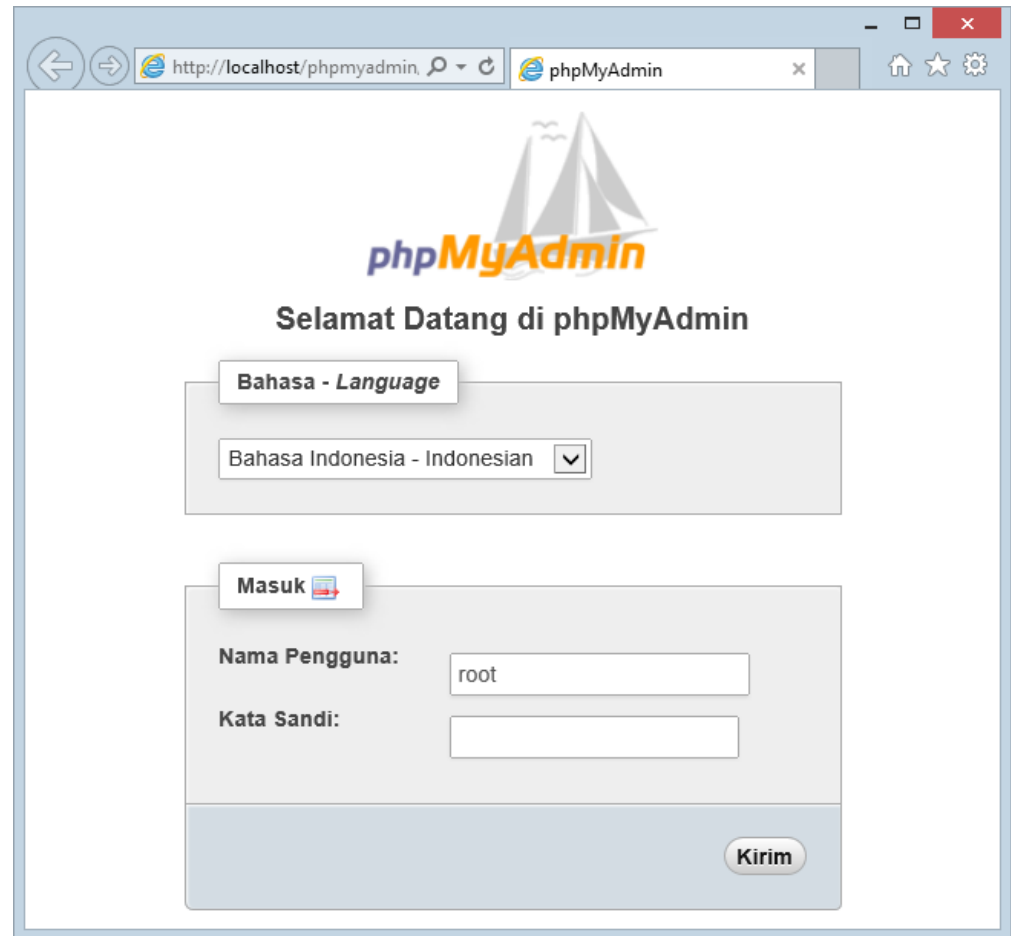 http://localhost/phpmyadmin,
phpMyAdmin
phpMyAdmin
Selamat Datang di phpMyAdmin
Bahasa - Language
Bahasa Indonesia - Indonesian
Masuk
Nama Pengguna:
root
Kata Sandi:
Kirim